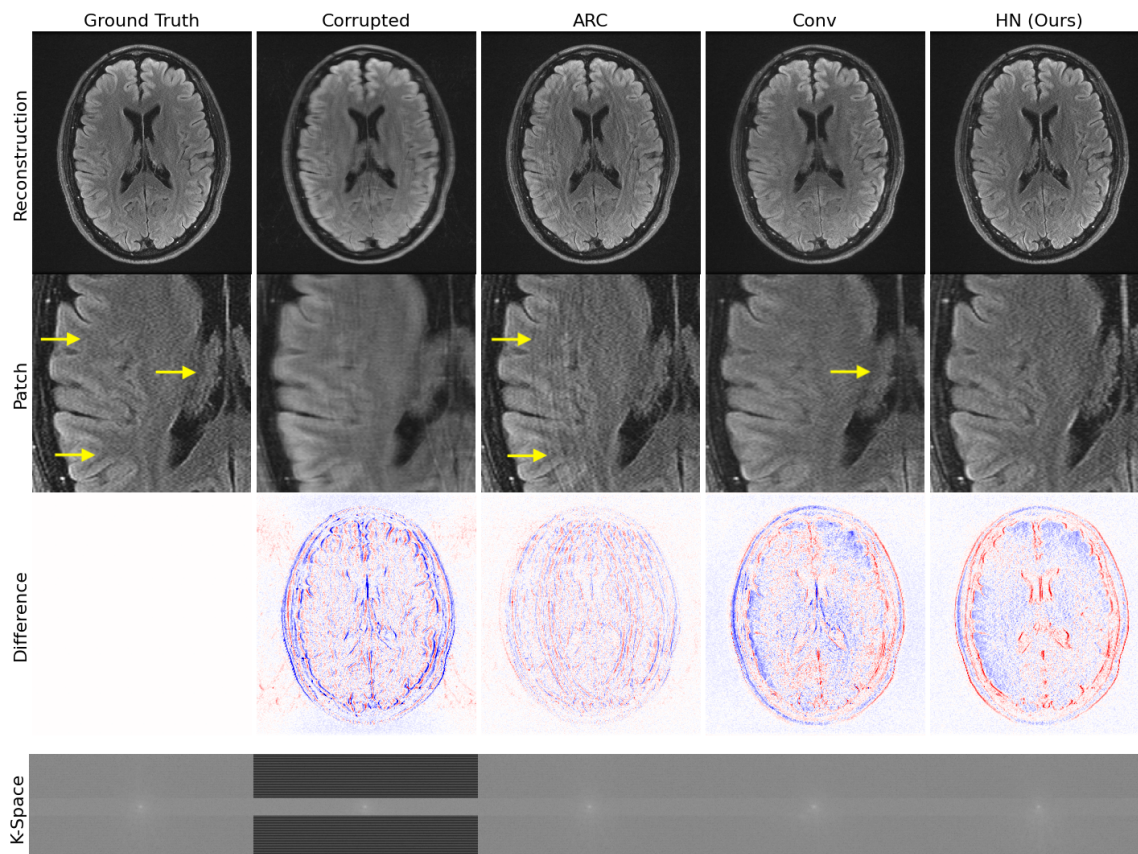 Ground Truth
Corrupted
ARC
Conv
HN (Ours)
Reconstruction
Patch
Difference
K-Space